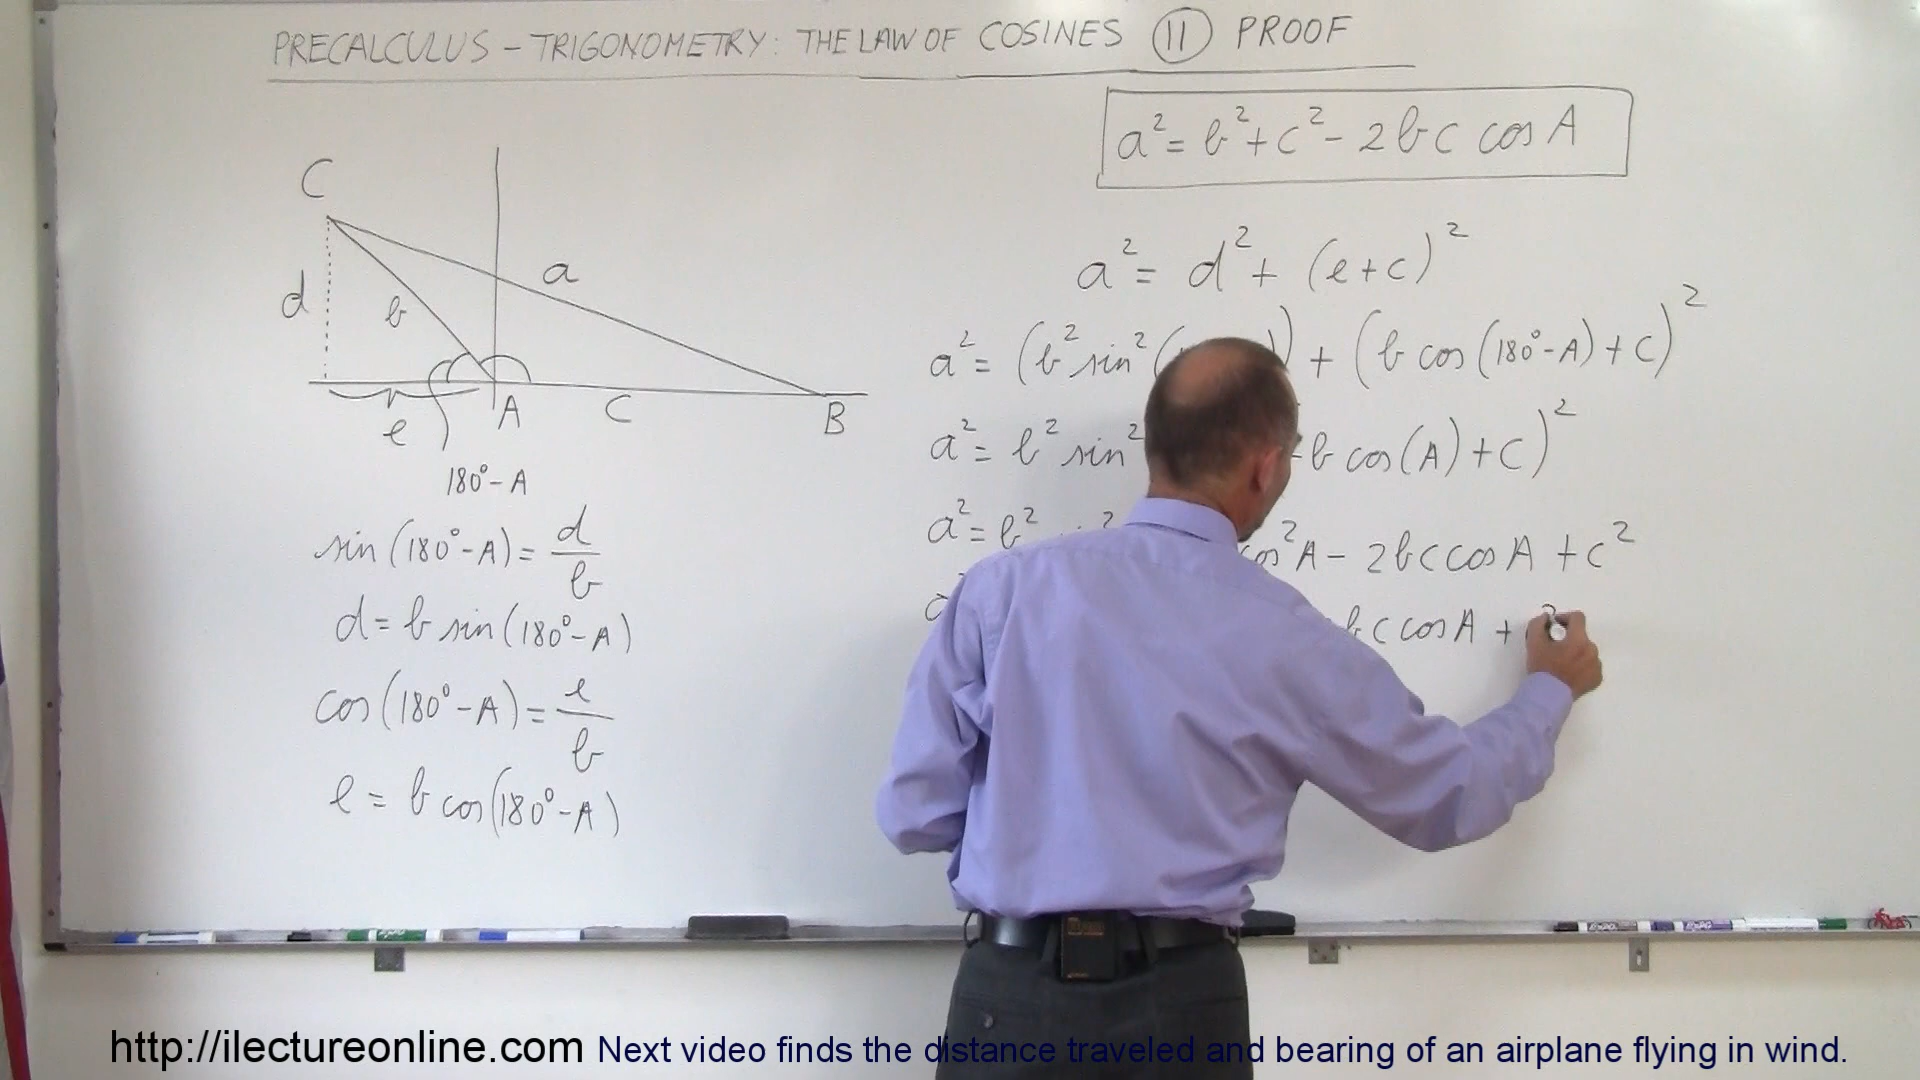 PRECALCULUS - TRIGONOMETRY: THE LAW OF COSINES 11 PROOF
a² = b² + c² - 2bc cos A
C
d
b
a
e
A
C
B
180° - A
sin (180° - A) = d/b
d = b sin (180° - A)
cos (180° - A) = e/b
e = b cos (180° - A)
a² = d² + (e + c)²
a² = (b² sin² ( ) + (b cos (180° - A) + c)²
a² = b² sin² - b cos (A) + c)²
a² = b² cos² A - 2bc cos A + c²
bc cos A +
http://ilectureonline.com Next video finds the distance traveled and bearing of an airplane flying in wind.